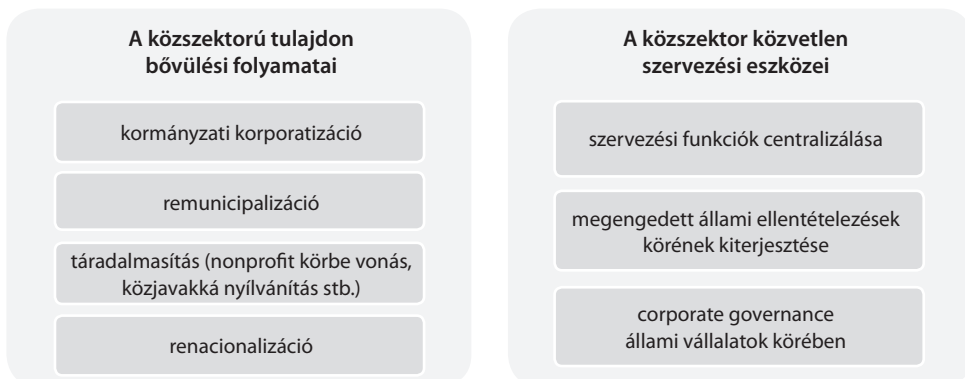 A közszektorú tulajdon
bővülési folyamatai
kormányzati korporatizáció
remunicipalizáció
táradalmasítás (nonprofit körbe vonás,
közjavakká nyílvánítás stb.)
renacionalizáció
A közszektor közvetlen
szervezési eszközei
szervezési funkciók centralizálása
megengedett állami ellentételezések
körének kiterjesztése
corporate governance
állami vállalatok körében